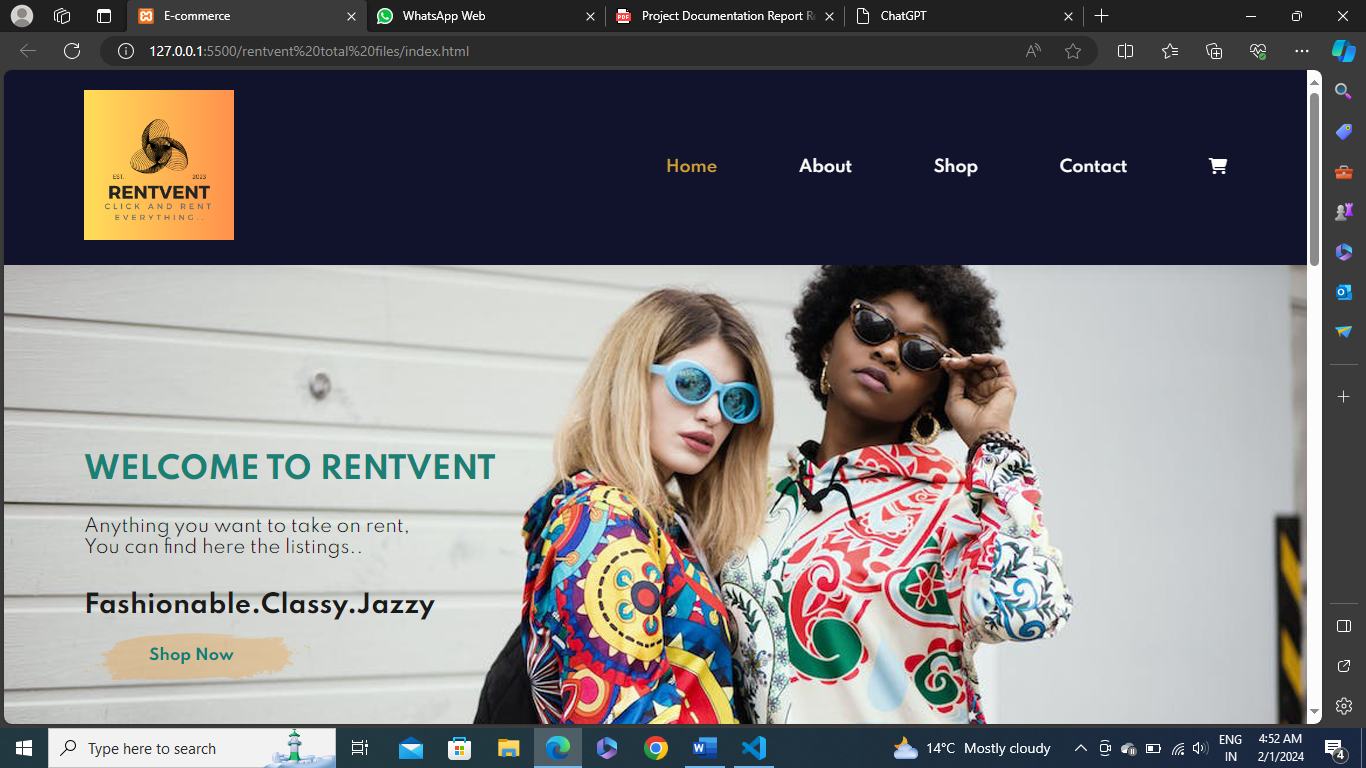 E-commerce
WhatsApp Web
Project Documentation Report R
ChatGPT
127.0.0.1:5500/rentvent%20total%20files/index.html
EST. 2023
RENTVENT
CLICK AND RENT
EVERYTHING..
Home
About
Shop
Contact
WELCOME TO RENTVENT
Anything you want to take on rent,
You can find here the listings..
Fashionable.Classy.Jazzy
Shop Now
Type here to search
14°C Mostly cloudy
ENG
IN
4:52 AM
2/1/2024
4